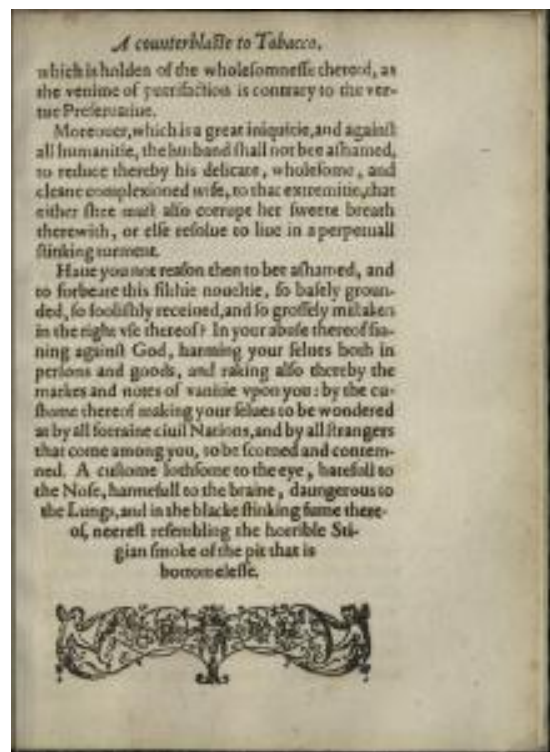 A counterblaſte to Tabacco.
which is holden of the wholeſomneſſe thereof, as
the venime of putrifaction is contrary to the ver-
tue Preſeruatiue.
Moreouer, which is a great iniquitie, and againſt
all humanitie, the husband ſhall not bee aſhamed,
to reduce thereby his delicate, wholeſome, and
cleane complexioned wife, to that extremitie, that
either ſhee muſt alſo corrupt her ſweete breath
therewith, or elſe reſolue to liue in a perpetuall
ſtinking torment.
Haue you not reaſon then to bee aſhamed, and
to forbeare this filthie noueltie, ſo baſely groun-
ded, ſo fooliſhly receiued, and ſo groſſely miſtaken
in the right vſe thereof? In your abuſe thereof ſin-
ning againſt God, harming your ſelues both in
perſons and goods, and raking alſo thereby the
markes and notes of vanitie vpon you: by the cu-
ſtome thereof making your ſelues to be wondered
at by all forraine ciuil Nations, and by all ſtrangers
that come among you, to be ſcorned and contem-
ned. A cuſtome lothſome to the eye, hatefull to
the Noſe, harmefull to the braine, daungerous to
the Lungs, and in the blacke ſtinking fume there-
of, neereſt reſembling the horrible Sti-
gian ſmoke of the pit that is
bottomeleſſe.